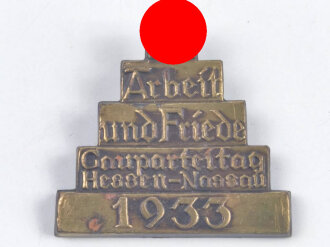 Arbeit
und Friede
Gauparteitag
Hessen-Nassau
1933